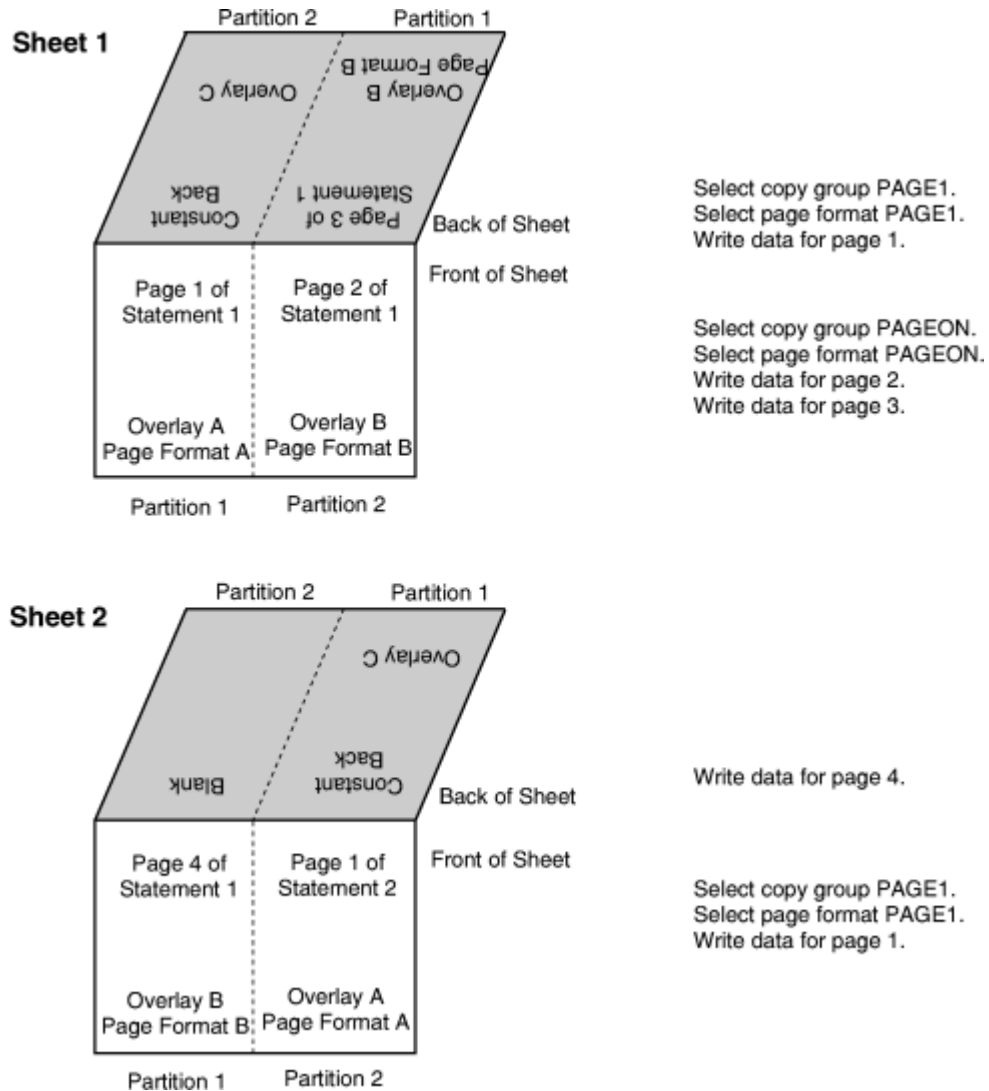 Partition 2
Partition 1
Sheet 1
Page Format B
Overlay B
Overlay C
Page 3 of
Statement 1
Constant
Back
Back of Sheet
Front of Sheet
Page 1 of
Statement 1
Page 2 of
Statement 1
Overlay A
Page Format A
Overlay B
Page Format B
Partition 1
Partition 2
Select copy group PAGE1.
Select page format PAGE1.
Write data for page 1.
Select copy group PAGEON.
Select page format PAGEON.
Write data for page 2.
Write data for page 3.
Partition 2
Partition 1
Sheet 2
Overlay C
Constant
Back
Blank
Back of Sheet
Front of Sheet
Page 4 of
Statement 1
Page 1 of
Statement 2
Overlay B
Page Format B
Overlay A
Page Format A
Partition 1
Partition 2
Write data for page 4.
Select copy group PAGE1.
Select page format PAGE1.
Write data for page 1.